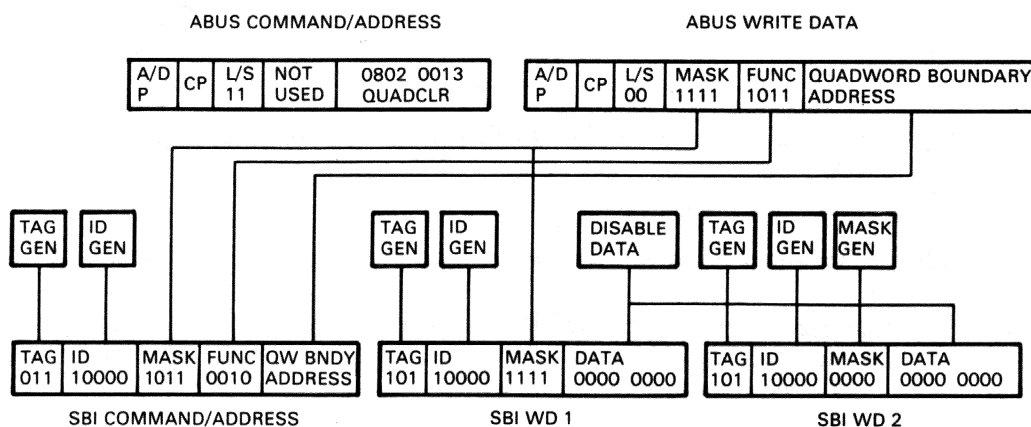 ABUS COMMAND/ADDRESS
ABUS WRITE DATA
A/D P
CP
L/S 11
NOT USED
0802 0013 QUADCLR
A/D P
CP
L/S 00
MASK 1111
FUNC 1011
QUADWORD BOUNDARY ADDRESS
TAG GEN
ID GEN
TAG GEN
ID GEN
DISABLE DATA
TAG GEN
ID GEN
MASK GEN
TAG 011
ID 10000
MASK 1011
FUNC 0010
QW BNDY ADDRESS
TAG 101
ID 10000
MASK 1111
DATA 0000 0000
TAG 101
ID 10000
MASK 0000
DATA 0000 0000
SBI COMMAND/ADDRESS
SBI WD 1
SBI WD 2